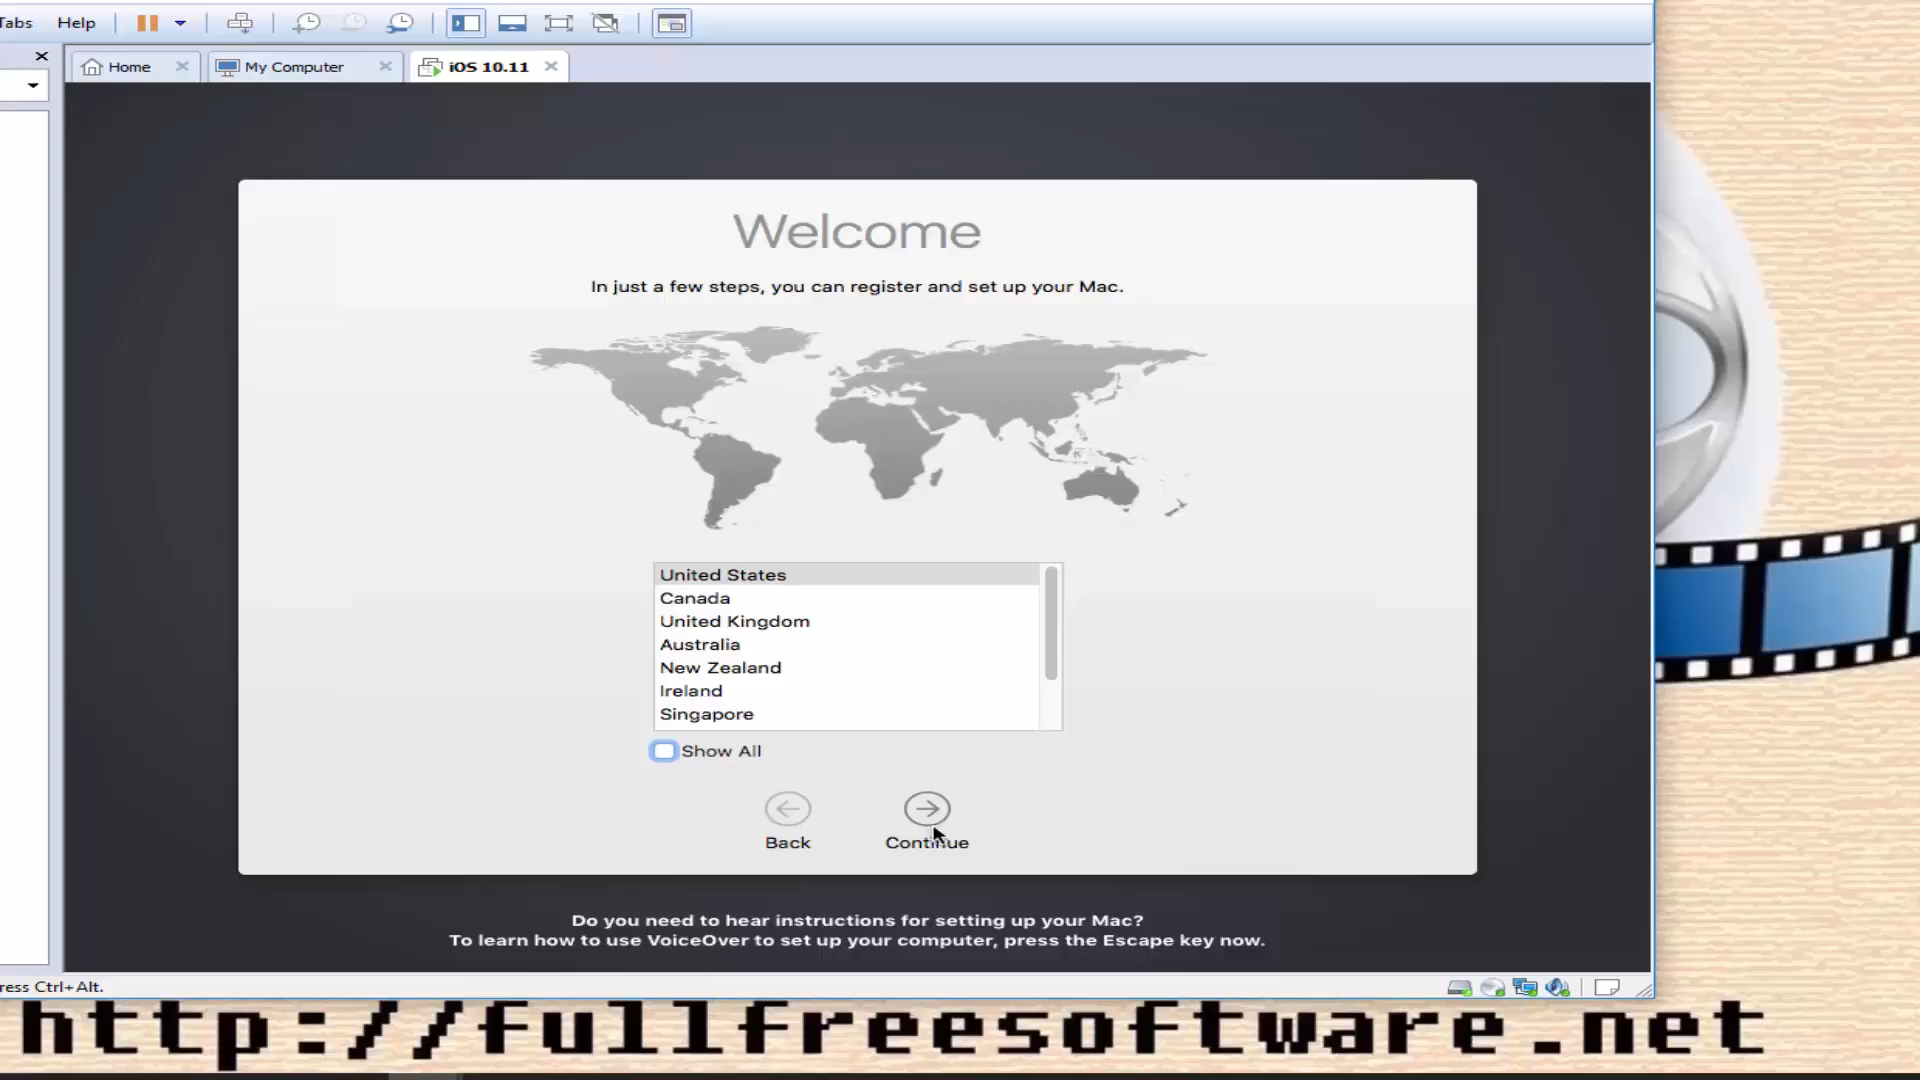 Tabs Help
Home My Computer iOS 10.11
Welcome
In just a few steps, you can register and set up your Mac.
United States
Canada
United Kingdom
Australia
New Zealand
Ireland
Singapore
Show All
Back Continue
Do you need to hear instructions for setting up your Mac?
To learn how to use VoiceOver to set up your computer, press the Escape key now.
ress Ctrl+Alt.
http://fullfreesoftware.net